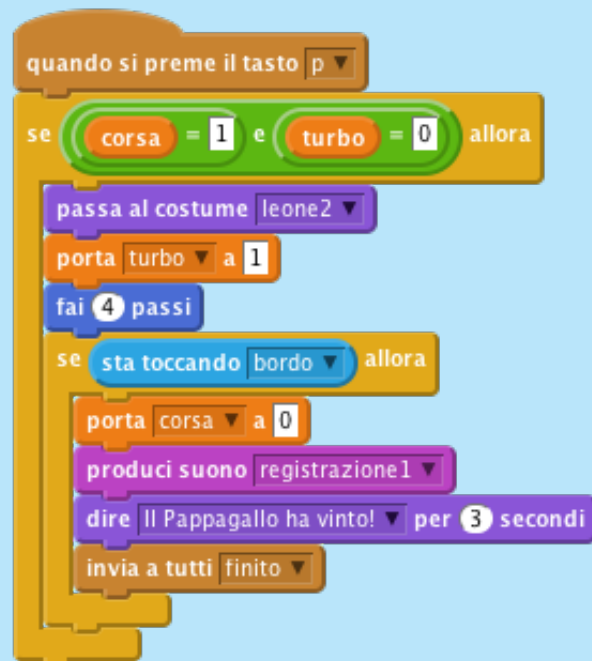 quando si preme il tasto p
se corsa = 1 e turbo = 0 allora
passa al costume leone2
porta turbo a 1
fai 4 passi
se sta toccando bordo allora
porta corsa a 0
produci suono registrazione1
dire Il Pappagallo ha vinto! per 3 secondi
invia a tutti finito